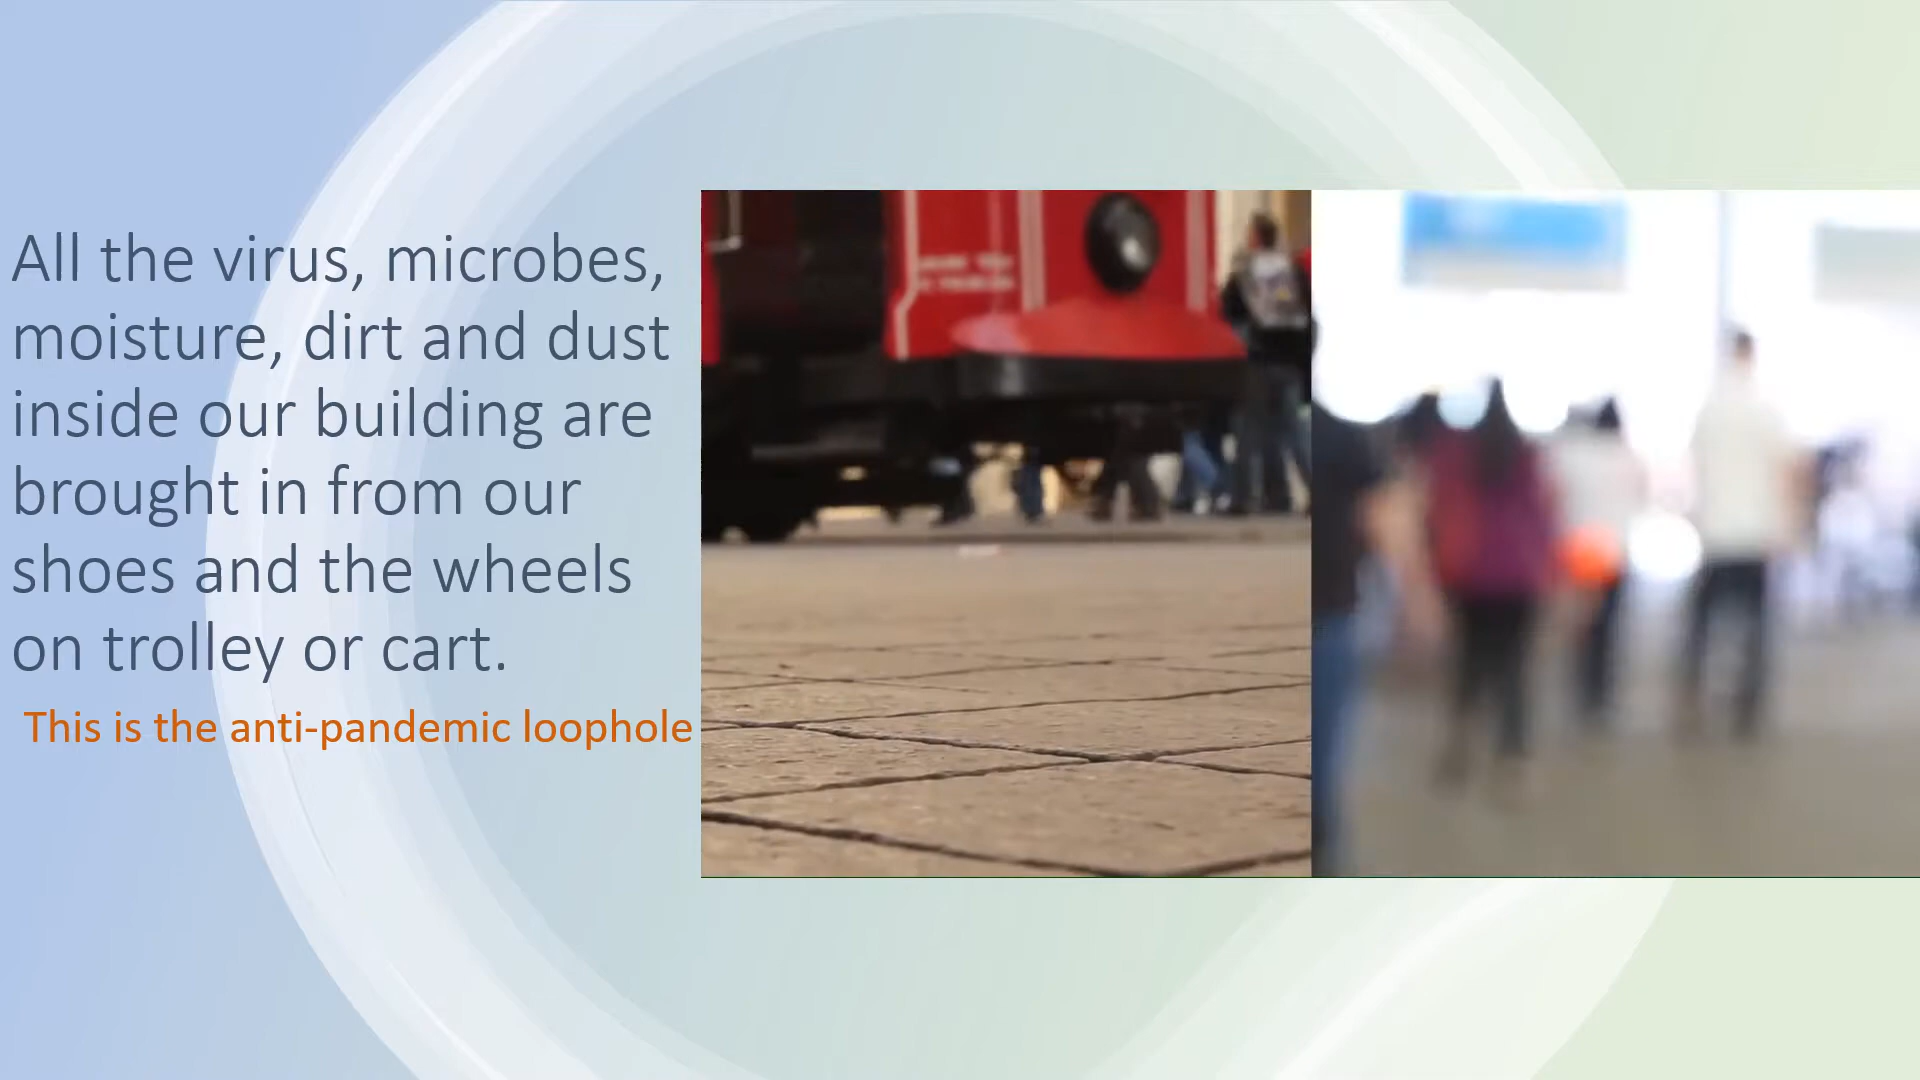 All the virus, microbes,
moisture, dirt and dust
inside our building are
brought in from our
shoes and the wheels
on trolley or cart.
This is the anti-pandemic loophole